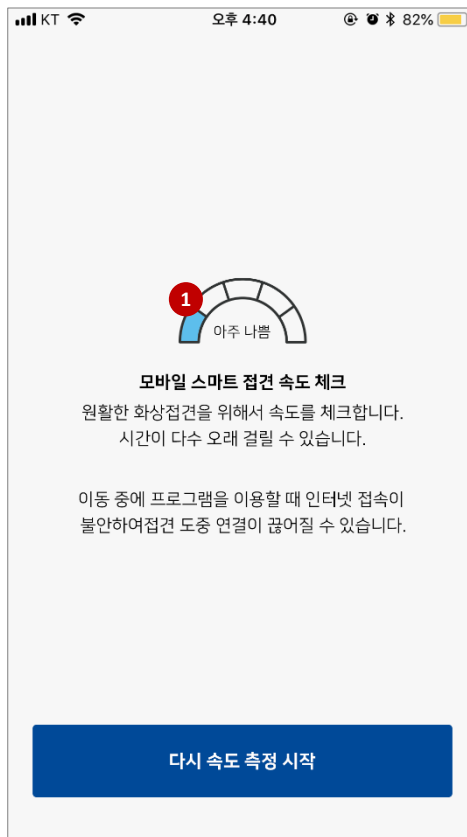 KT 오후 4:40 82%
1
아주 나쁨
모바일 스마트 접견 속도 체크
원활한 화상접견을 위해서 속도를 체크합니다.
시간이 다수 오래 걸릴 수 있습니다.
이동 중에 프로그램을 이용할 때 인터넷 접속이
불안하여접견 도중 연결이 끊어질 수 있습니다.
다시 속도 측정 시작